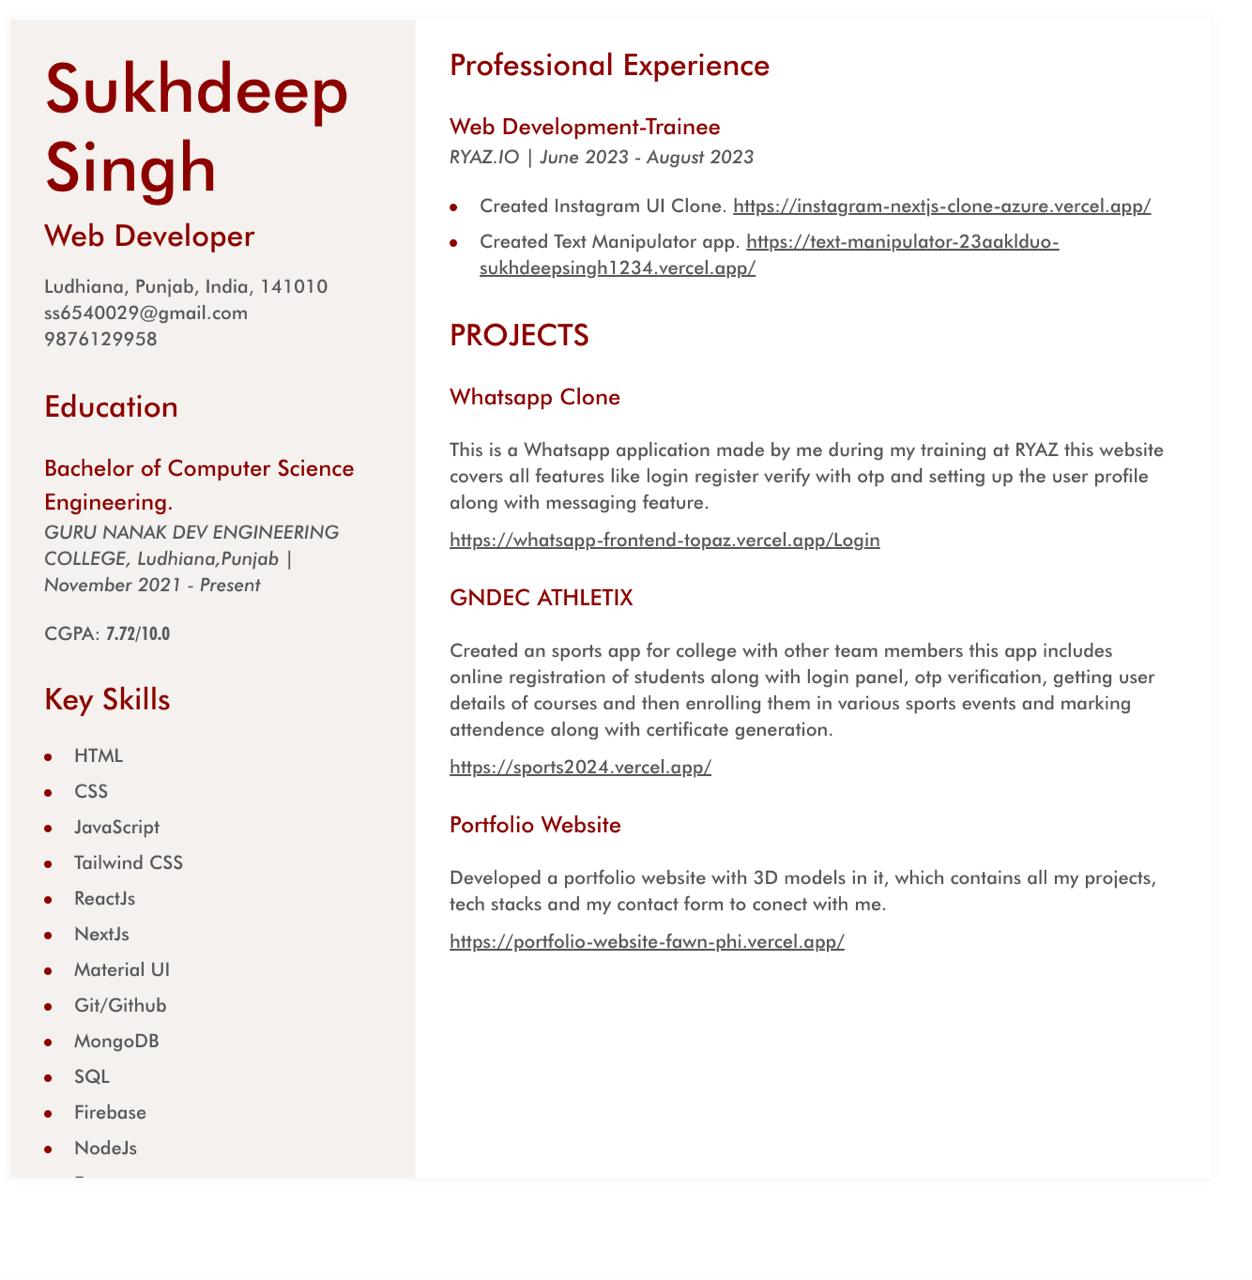 Sukhdeep
Singh
Web Developer
Ludhiana, Punjab, India, 141010
ss6540029@gmail.com
9876129958
Education
Bachelor of Computer Science
Engineering.
GURU NANAK DEV ENGINEERING
COLLEGE, Ludhiana,Punjab |
November 2021 - Present
CGPA: 7.72/10.0
Key Skills
HTML
CSS
JavaScript
Tailwind CSS
ReactJs
NextJs
Material UI
Git/Github
MongoDB
SQL
Firebase
NodeJs
Professional Experience
Web Development-Trainee
RYAZ.IO | June 2023 - August 2023
Created Instagram UI Clone. https://instagram-nextjs-clone-azure.vercel.app/
Created Text Manipulator app. https://text-manipulator-23aaklduo-
sukhdeepsingh1234.vercel.app/
PROJECTS
Whatsapp Clone
This is a Whatsapp application made by me during my training at RYAZ this website
covers all features like login register verify with otp and setting up the user profile
along with messaging feature.
https://whatsapp-frontend-topaz.vercel.app/Login
GNDEC ATHLETIX
Created an sports app for college with other team members this app includes
online registration of students along with login panel, otp verification, getting user
details of courses and then enrolling them in various sports events and marking
attendence along with certificate generation.
https://sports2024.vercel.app/
Portfolio Website
Developed a portfolio website with 3D models in it, which contains all my projects,
tech stacks and my contact form to conect with me.
https://portfolio-website-fawn-phi.vercel.app/